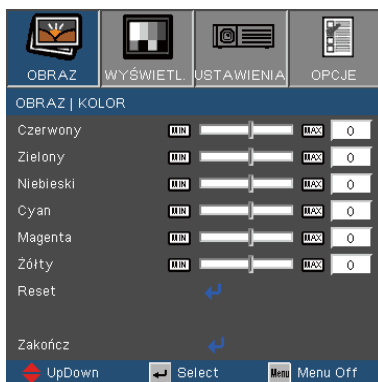 OBRAZ WYŚWIETL. USTAWIENIA OPCJE
OBRAZ | KOLOR
Czerwony MIN MAX 0
Zielony MIN MAX 0
Niebieski MIN MAX 0
Cyan MIN MAX 0
Magenta MIN MAX 0
Żółty MIN MAX 0
Reset
Zakończ
UpDown Select Menu Menu Off